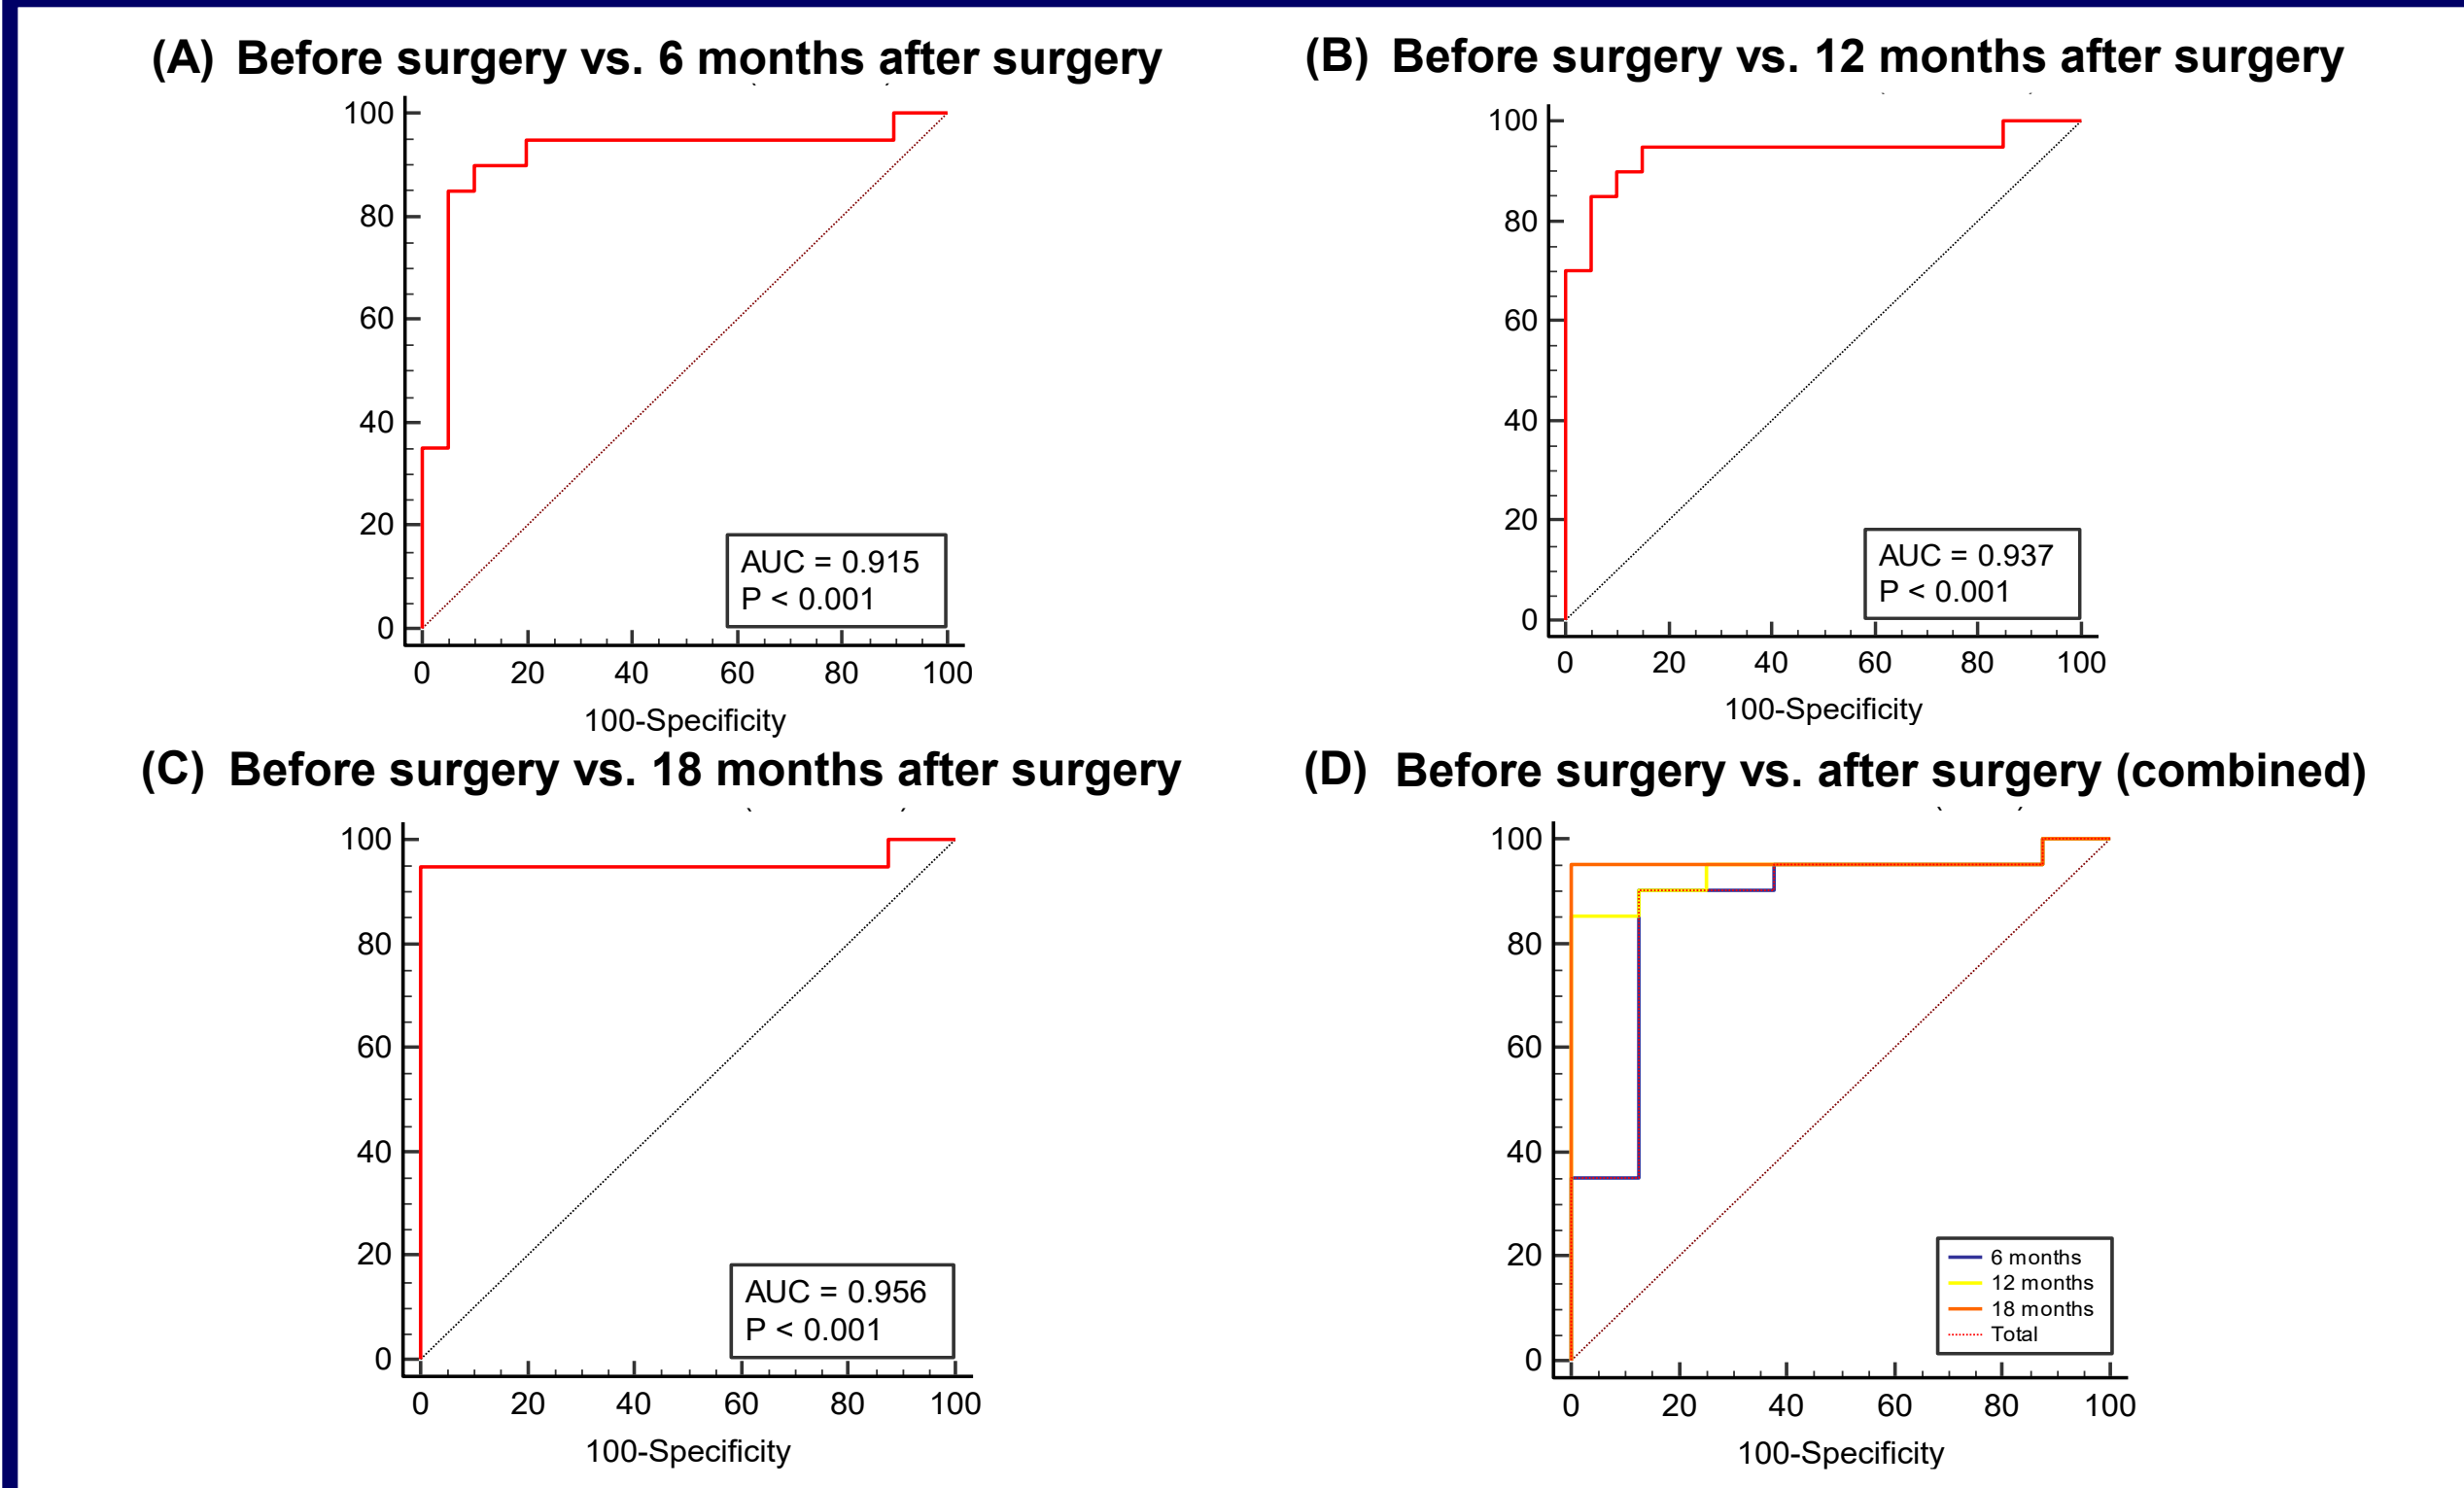 (A) Before surgery vs. 6 months after surgery
100
80
60
40
20
0
AUC = 0.915
P < 0.001
0 20 40 60 80 100
100-Specificity
(B) Before surgery vs. 12 months after surgery
100
80
60
40
20
0
AUC = 0.937
P < 0.001
0 20 40 60 80 100
100-Specificity
(C) Before surgery vs. 18 months after surgery
100
80
60
40
20
0
AUC = 0.956
P < 0.001
0 20 40 60 80 100
100-Specificity
(D) Before surgery vs. after surgery (combined)
100
80
60
40
20
0
6 months
12 months
18 months
Total
0 20 40 60 80 100
100-Specificity